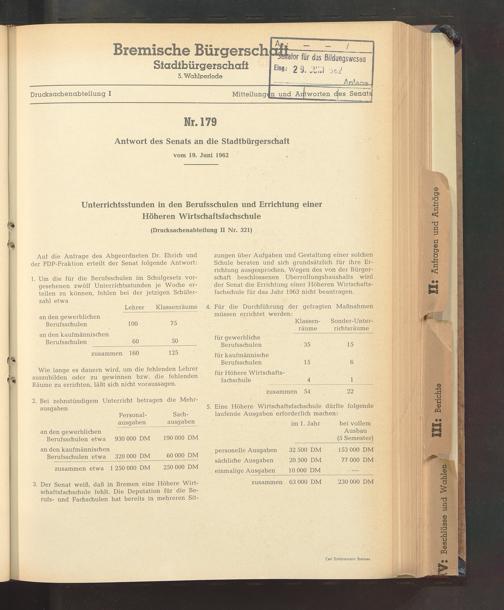 Bremische Bürgerschaft
Stadtbürgerschaft
5. Wahlperiode
Senator für das Bildungswesen
Eing.: 29. JUNI 1962
Anlage
Drucksachenabteilung I
Mitteilungen und Antworten des Senats
Nr. 179
Antwort des Senats an die Stadtbürgerschaft
vom 19. Juni 1962
Unterrichtsstunden in den Berufsschulen und Errichtung einer
Höheren Wirtschaftsfachschule
(Drucksachenabteilung II Nr. 321)
Auf die Anfrage des Abgeordneten Dr. Ehrich und
der FDP-Fraktion erteilt der Senat folgende Antwort:
1. Um die für die Berufsschulen im Schulgesetz vor-
gesehenen zwölf Unterrichtsstunden je Woche er-
teilen zu können, fehlen bei der jetzigen Schüler-
zahl etwa
Lehrer Klassenräume
an den gewerblichen
Berufsschulen 100 75
an den kaufmännischen
Berufsschulen 60 50
zusammen 160 125
Wie lange es dauern wird, um die fehlenden Lehrer
auszubilden oder zu gewinnen bzw. die fehlenden
Räume zu errichten, läßt sich nicht voraussagen.
2. Bei zehnstündigem Unterricht betragen die Mehr-
ausgaben
Personal- Sach-
ausgaben ausgaben
an den gewerblichen
Berufsschulen etwa 930 000 DM 190 000 DM
an den kaufmännischen
Berufsschulen etwa 320 000 DM 60 000 DM
zusammen etwa 1 250 000 DM 250 000 DM
3. Der Senat weiß, daß in Bremen eine Höhere Wirt-
schaftsfachschule fehlt. Die Deputation für die Be-
rufs- und Fachschulen hat bereits in mehreren Sit-
zungen über Aufgaben und Gestaltung einer solchen
Schule beraten und sich grundsätzlich für ihre Er-
richtung ausgesprochen. Wegen des von der Bürger-
schaft beschlossenen Überrollungshaushalts wird
der Senat die Errichtung einer Höheren Wirtschafts-
fachschule für das Jahr 1963 nicht beantragen.
4. Für die Durchführung der gefragten Maßnahmen
müssen errichtet werden:
Klassen- Sonder-Unter-
räume richtsräume
für gewerbliche
Berufsschulen 35 15
für kaufmännische
Berufsschulen 15 6
für Höhere Wirtschafts-
fachschule 4 1
zusammen 54 22
5. Eine Höhere Wirtschaftsfachschule dürfte folgende
laufende Ausgaben erforderlich machen:
im 1. Jahr bei vollem
Ausbau
(5 Semester)
personelle Ausgaben 32 500 DM 153 000 DM
sächliche Ausgaben 20 500 DM 77 000 DM
einmalige Ausgaben 10 000 DM —
zusammen 63 000 DM 230 000 DM
Carl Schünemann Bremen
II: Anfragen und Anträge
III: Berichte
IV: Beschlüsse und Wahlen